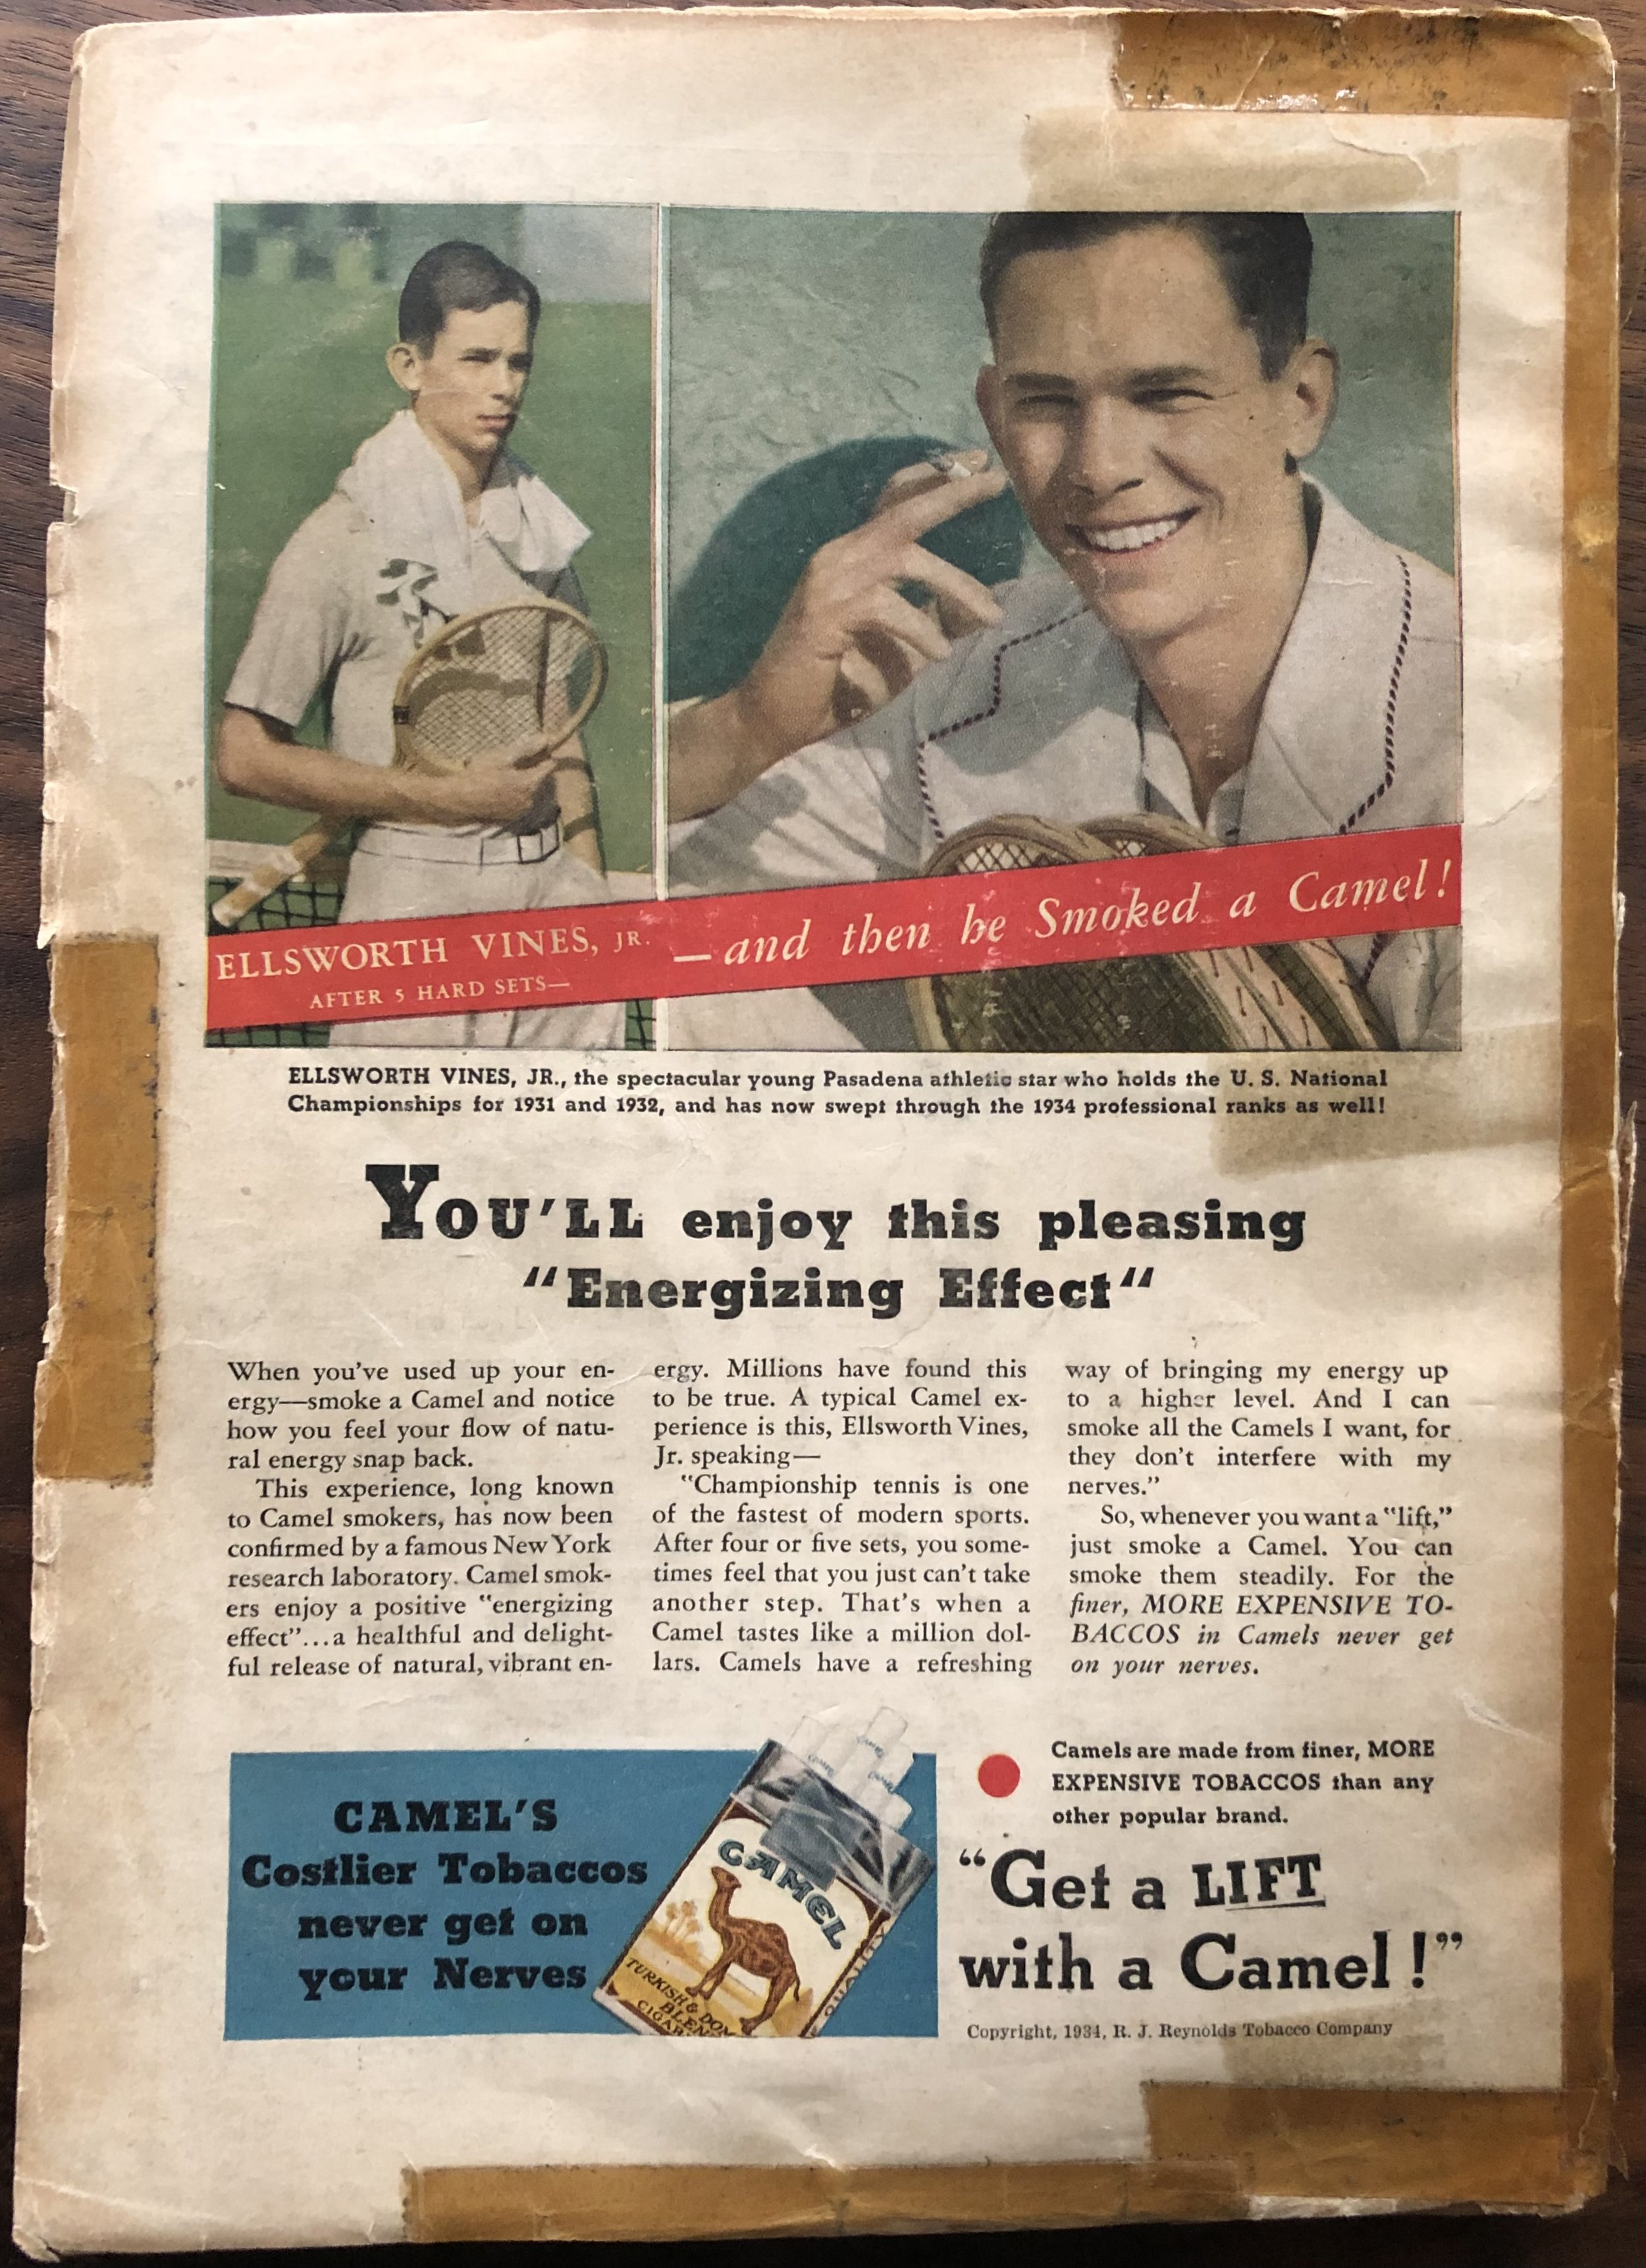 ELLSWORTH VINES, JR.
AFTER 5 HARD SETS—
—and then he Smoked a Camel!
ELLSWORTH VINES, JR., the spectacular young Pasadena athletic star who holds the U. S. National
Championships for 1931 and 1932, and has now swept through the 1934 professional ranks as well!
YOU'LL enjoy this pleasing
“Energizing Effect“
When you've used up your en-
ergy—smoke a Camel and notice
how you feel your flow of natu-
ral energy snap back.
This experience, long known
to Camel smokers, has now been
confirmed by a famous New York
research laboratory. Camel smok-
ers enjoy a positive "energizing
effect"...a healthful and delight-
ful release of natural, vibrant en-
ergy. Millions have found this
to be true. A typical Camel ex-
perience is this, Ellsworth Vines,
Jr. speaking—
"Championship tennis is one
of the fastest of modern sports.
After four or five sets, you some-
times feel that you just can't take
another step. That's when a
Camel tastes like a million dol-
lars. Camels have a refreshing
way of bringing my energy up
to a higher level. And I can
smoke all the Camels I want, for
they don't interfere with my
nerves."
So, whenever you want a "lift,"
just smoke a Camel. You can
smoke them steadily. For the
finer, MORE EXPENSIVE TO-
BACCOS in Camels never get
on your nerves.
CAMEL'S
Costlier Tobaccos
never get on
your Nerves
CAMEL
TURKISH & DOM
BLEN
CIGAR
QUALITY
Camels are made from finer, MORE
EXPENSIVE TOBACCOS than any
other popular brand.
“Get a LIFT
with a Camel!”
Copyright, 1934, R. J. Reynolds Tobacco Company